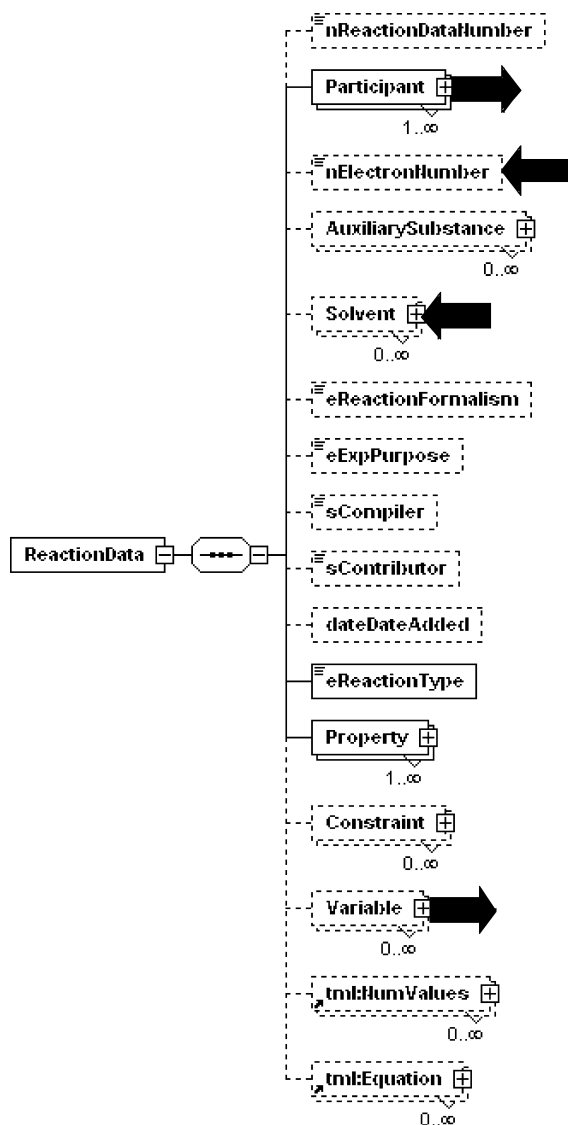 nReactionDataNumber
Participant
1..∞
nElectronNumber
AuxiliarySubstance
0..∞
Solvent
0..∞
eReactionFormalism
eExpPurpose
sCompiler
ReactionData
sContributor
dateDateAdded
eReactionType
Property
1..∞
Constraint
0..∞
Variable
0..∞
tml:NumValues
0..∞
tml:Equation
0..∞